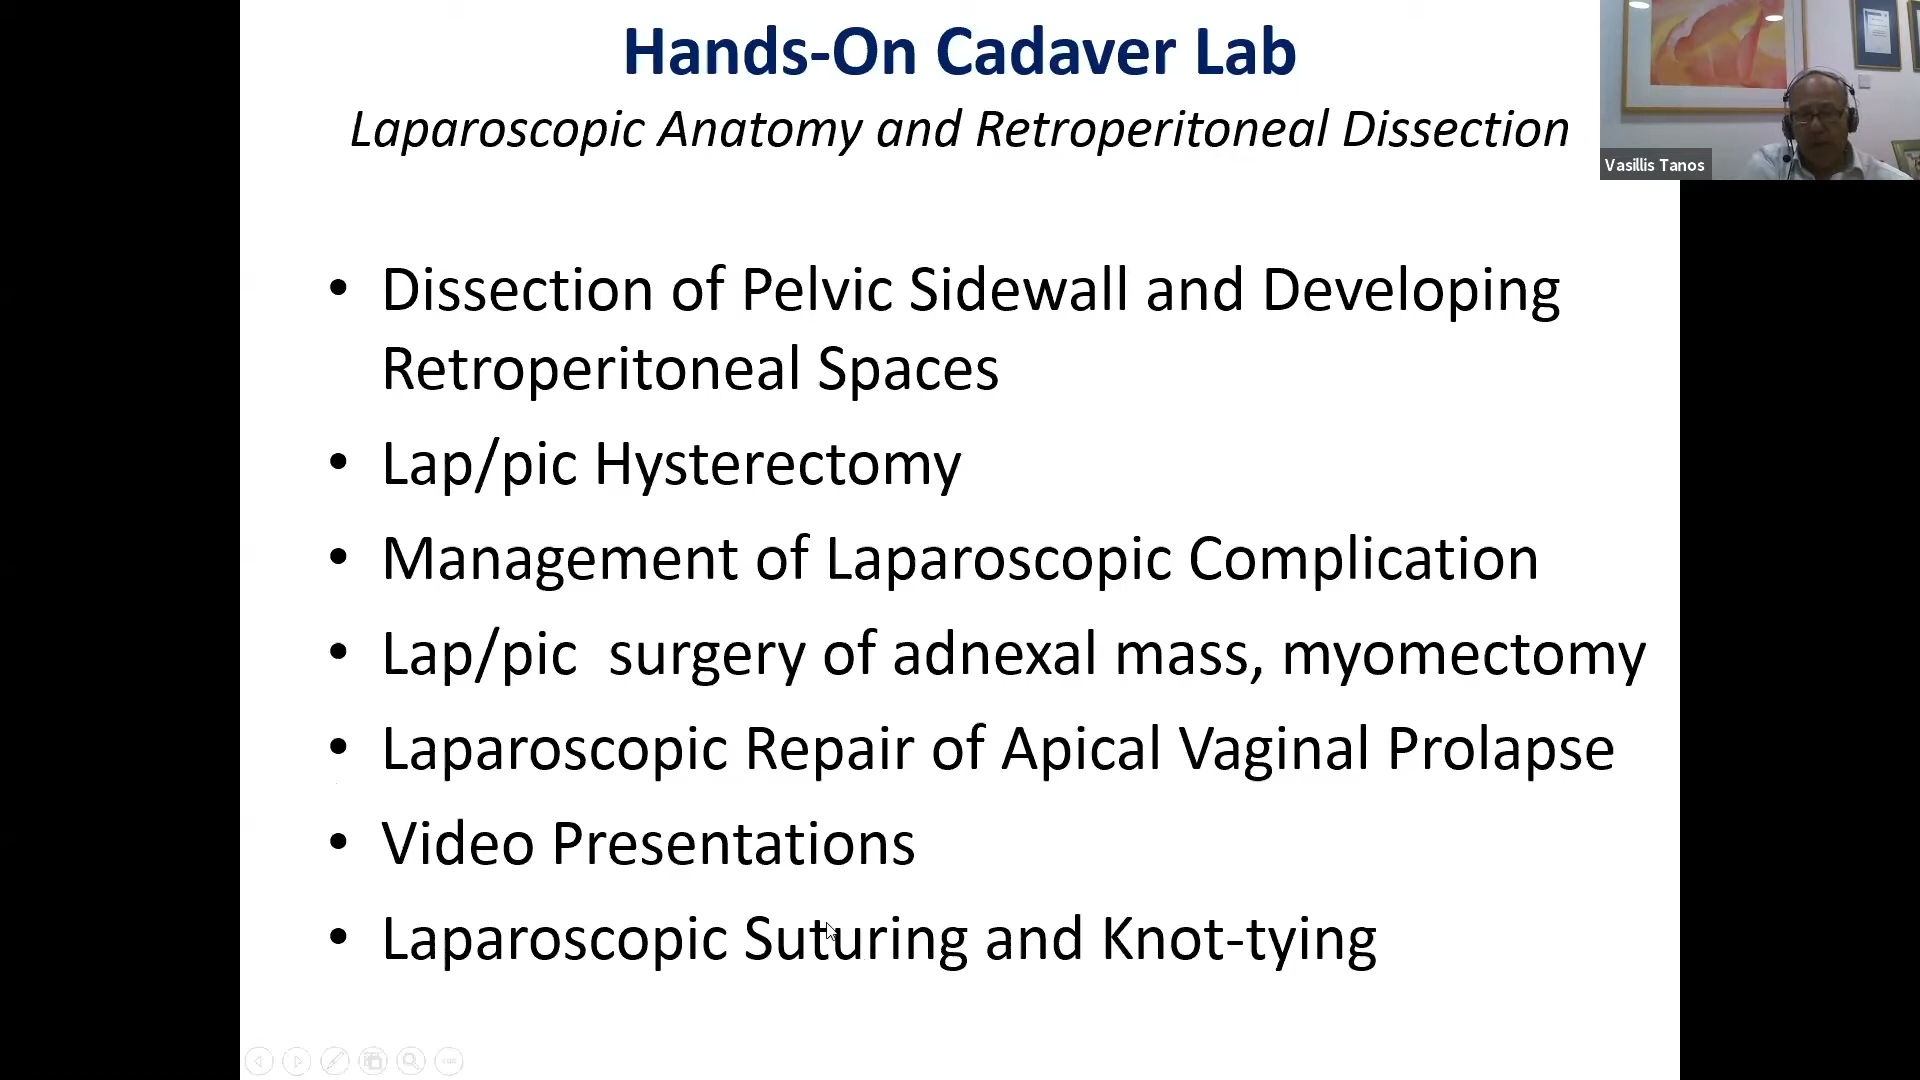 Hands-On Cadaver Lab
Laparoscopic Anatomy and Retroperitoneal Dissection
Vasillis Tanos
• Dissection of Pelvic Sidewall and Developing
Retroperitoneal Spaces
• Lap/pic Hysterectomy
• Management of Laparoscopic Complication
• Lap/pic surgery of adnexal mass, myomectomy
• Laparoscopic Repair of Apical Vaginal Prolapse
• Video Presentations
• Laparoscopic Suturing and Knot-tying